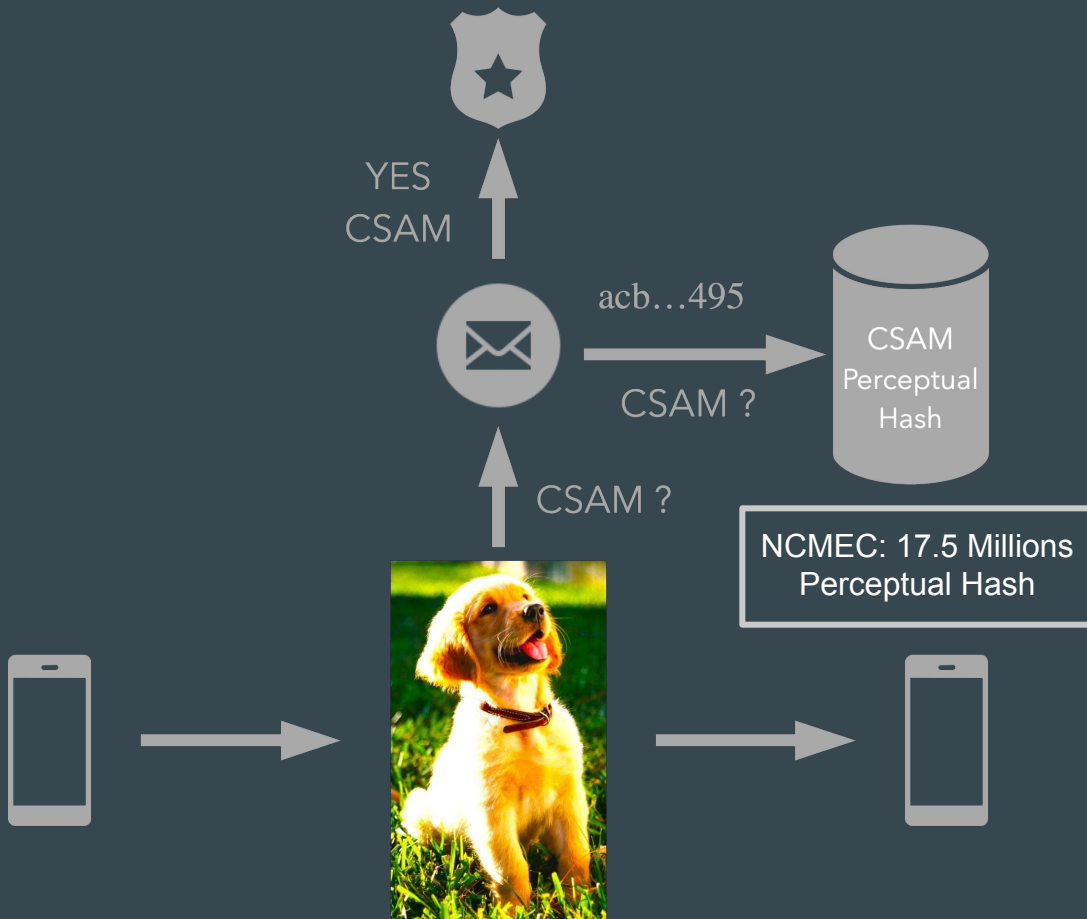 YES
CSAM
acb…495
CSAM ?
CSAM
Perceptual
Hash
CSAM ?
NCMEC: 17.5 Millions
Perceptual Hash